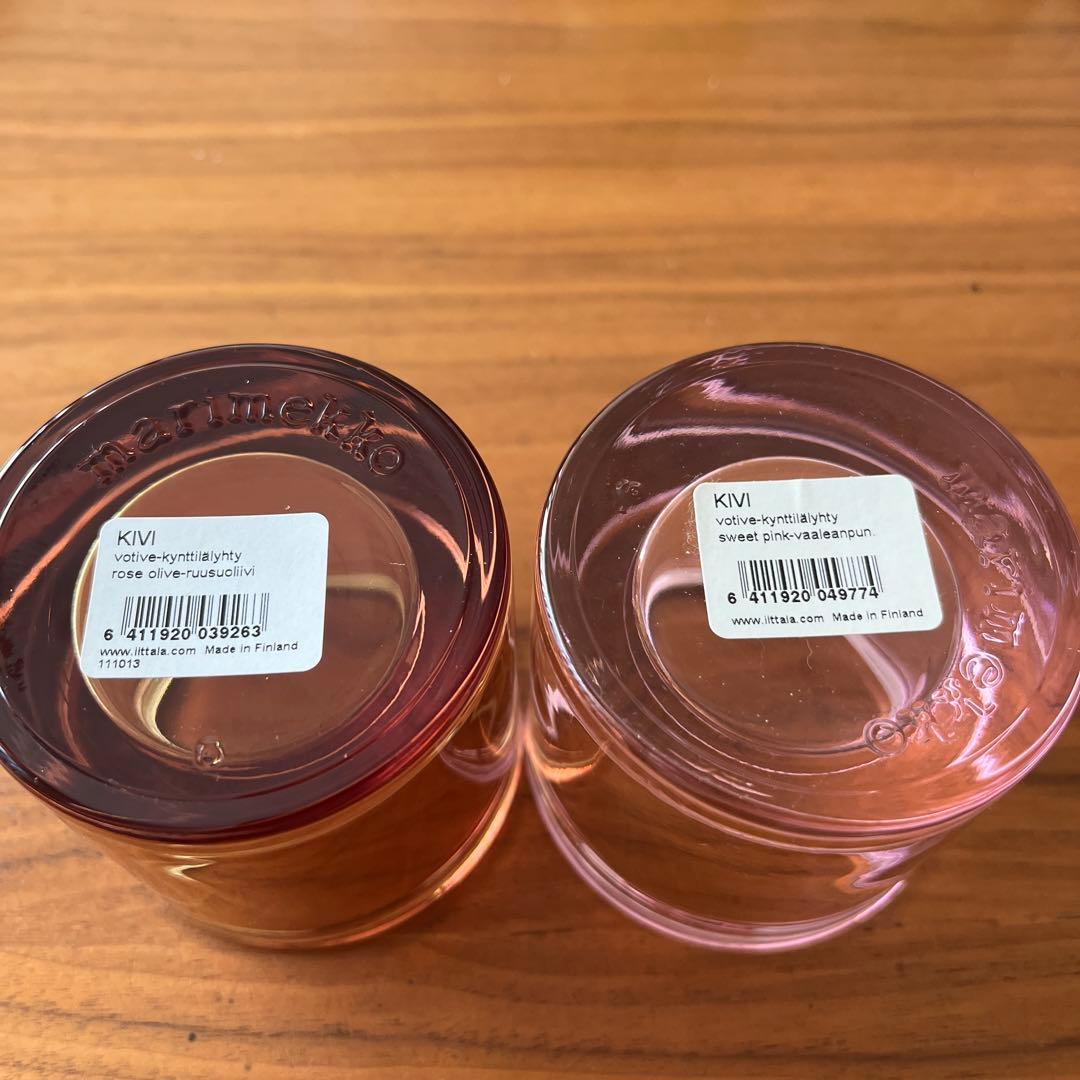 marimekko
KIVI
votive-kynttilälyhty
rose olive-ruusuoliivi
6 411920 039263
www.iittala.com Made in Finland
111013
marimekko
KIVI
votive-kynttilälyhty
sweet pink-vaaleanpun.
6 411920 049774
www.iittala.com Made in Finland